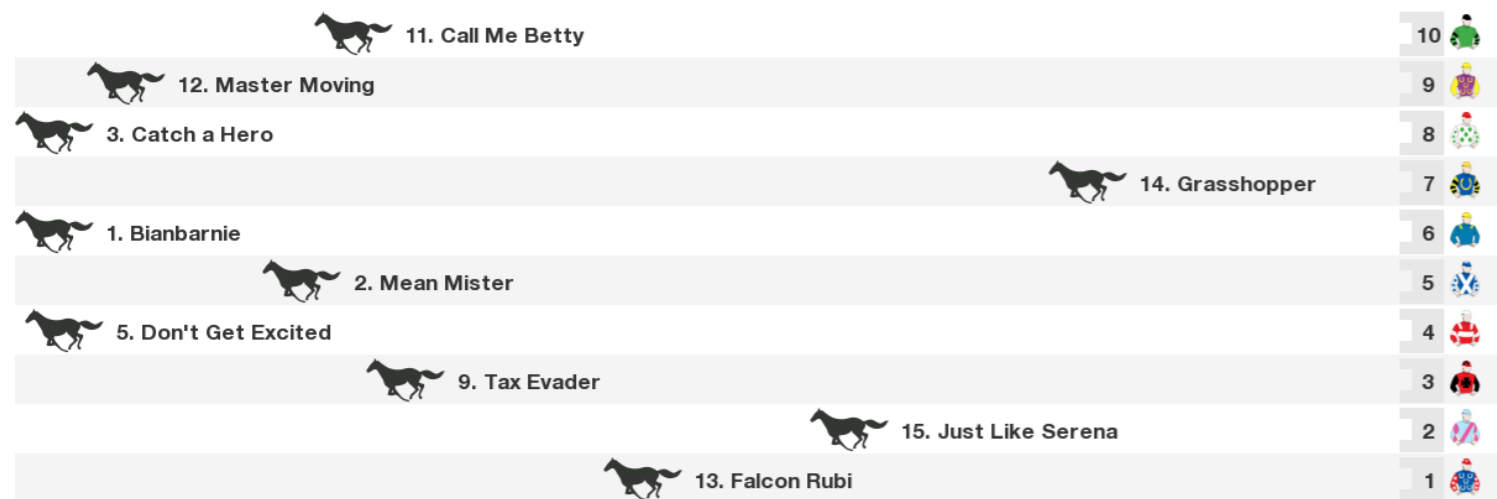 11. Call Me Betty 10
12. Master Moving 9
3. Catch a Hero 8
14. Grasshopper 7
1. Bianbarnie 6
2. Mean Mister 5
5. Don't Get Excited 4
9. Tax Evader 3
15. Just Like Serena 2
13. Falcon Rubi 1